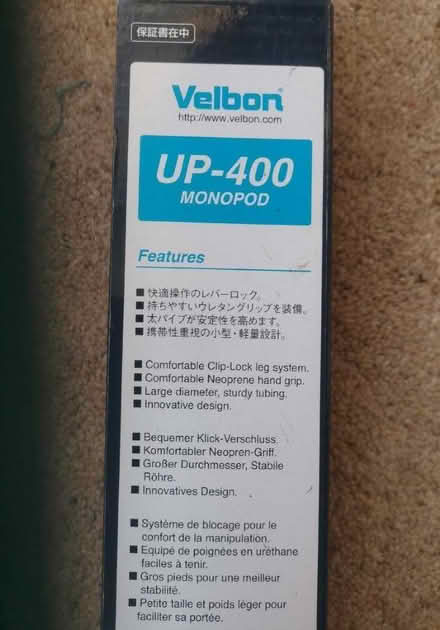 保証書在中
Velbon®
http://www.velbon.com
UP-400
MONOPOD
Features
■ 快適操作のレバーロック。
■ 持ちやすいウレタングリップを装備。
■ 太パイプが安定性を高めます。
■ 携帯性重視の小型・軽量設計。
■ Comfortable Clip-Lock leg system.
■ Comfortable Neoprene hand grip.
■ Large diameter, sturdy tubing.
■ Innovative design.
■ Bequemer Klick-Verschluss.
■ Komfortabler Neopren-Griff.
■ Großer Durchmesser, Stabile
Röhre.
■ Innovatives Design.
■ Système de blocage pour le
confort de la manipulation.
■ Equipé de poignées en uréthane
faciles à tenir.
■ Gros pieds pour une meilleur
stabilité.
■ Petite taille et poids léger pour
faciliter sa portée.